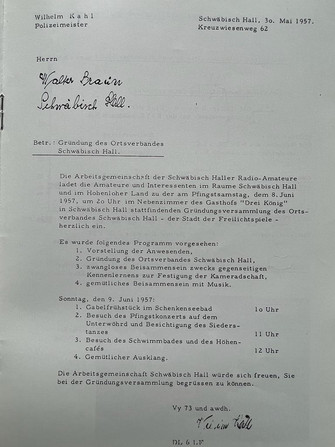 Wilhelm K a h l
Polizeimeister
Schwäbisch Hall, 3o. Mai 1957.
Kreuzwiesenweg 62
Herrn
Walter Braun
Schwäbisch Hall.
Betr.: Gründung des Ortsverbandes
Schwäbisch Hall.
Die Arbeitsgemeinschaft der Schwäbisch Haller Radio-Amateure
ladet die Amateure und Interessenten im Raume Schwäbisch Hall
und im Hohenloher Land zu der am Pfingstsamstag, dem 8. Juni
1957, um 2o Uhr im Nebenzimmer des Gasthofs "Drei König"
in Schwäbisch Hall stattfindenden Gründungsversammlung des Orts-
verbandes Schwäbisch Hall - der Stadt der Freilichtspiele -
herzlich ein.
Es wurde folgendes Programm vorgesehen:
1. Vorstellung der Anwesenden,
2. Gründung des Ortsverbandes Schwäbisch Hall,
3. zwangloses Beisammensein zwecks gegenseitigen
Kennenlernens zur Festigung der Kameradschaft,
4. gemütliches Beisammensein mit Musik.
Sonntag, den 9. Juni 1957:
1. Gabelfrühstück im Schenkenseebad 1o Uhr
2. Besuch des Pfingstkonzerts auf dem
Unterwöhrd und Besichtigung des Sieders-
tanzes 11 Uhr
3. Besuch des Schwimmbades und des Höhen-
cafés 12 Uhr
4. Gemütlicher Ausklang.
Die Arbeitsgemeinschaft Schwäbisch Hall würde sich freuen, Sie
bei der Gründungsversammlung begrüssen zu können.
Vy 73 und awdh.
DL 6 LF